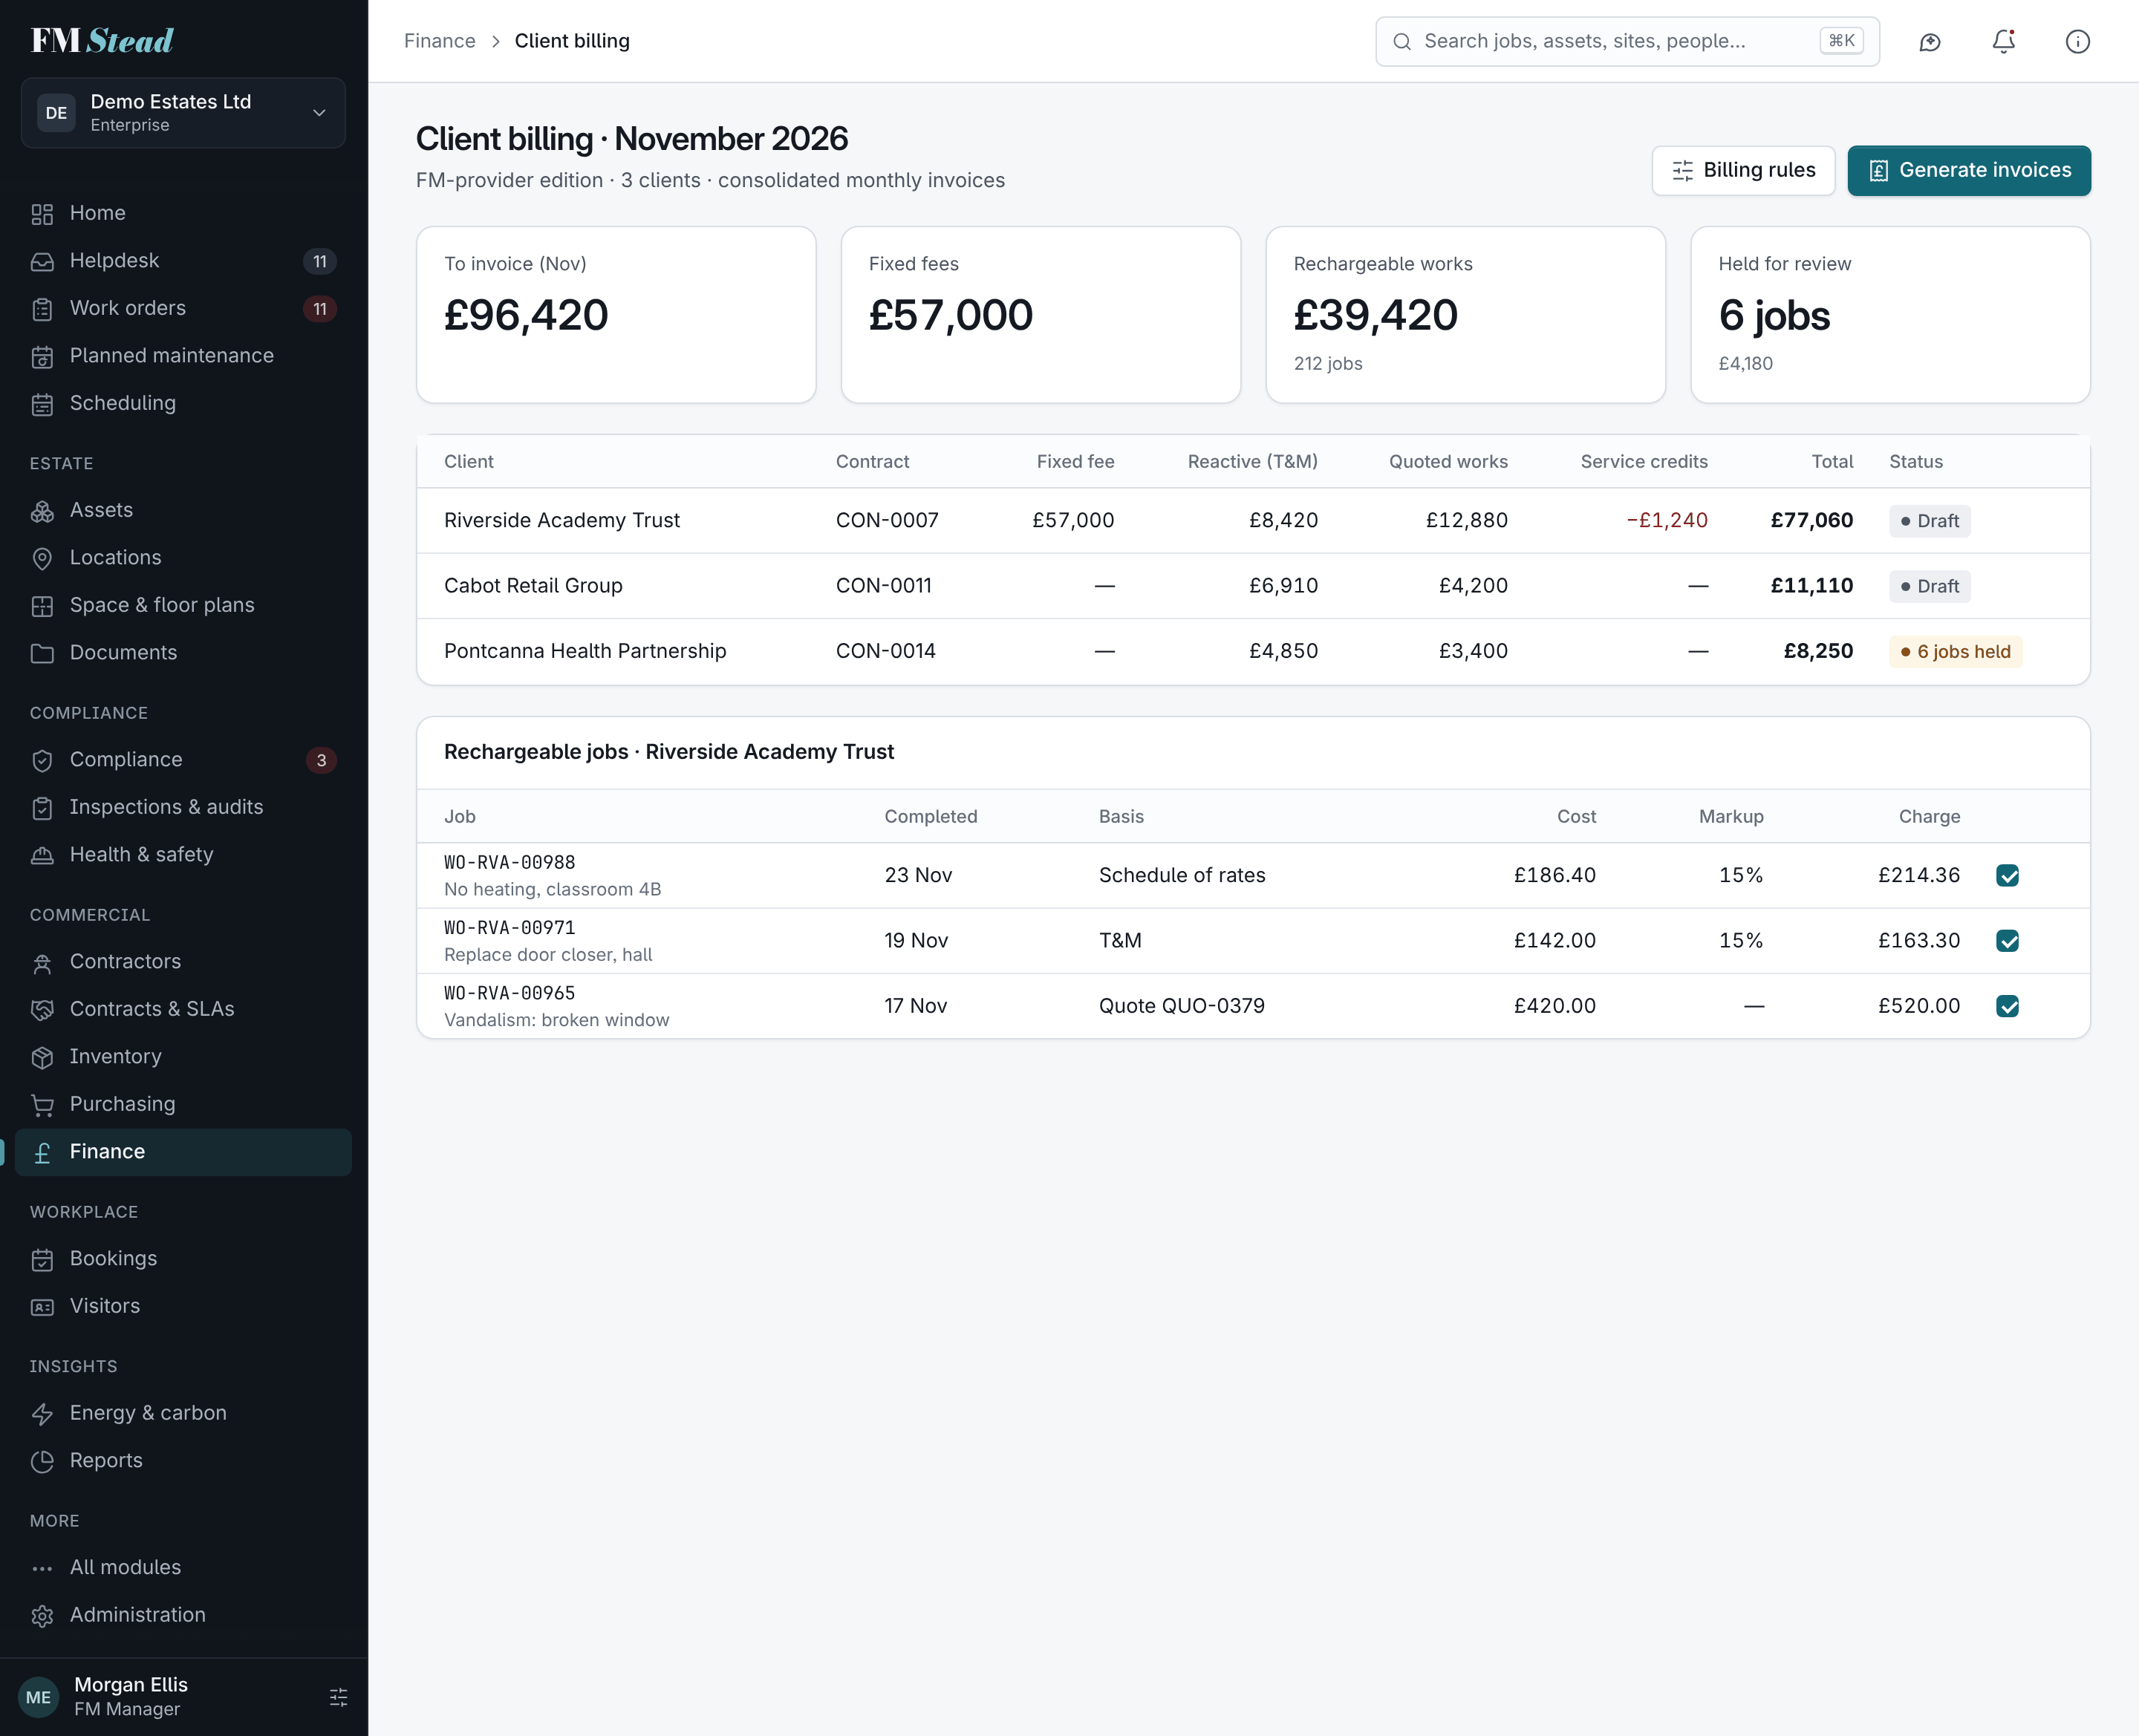 FM Stead
DE
Demo Estates Ltd
Enterprise
Home
Helpdesk 11
Work orders 11
Planned maintenance
Scheduling
ESTATE
Assets
Locations
Space & floor plans
Documents
COMPLIANCE
Compliance 3
Inspections & audits
Health & safety
COMMERCIAL
Contractors
Contracts & SLAs
Inventory
Purchasing
£ Finance
WORKPLACE
Bookings
Visitors
INSIGHTS
Energy & carbon
Reports
MORE
All modules
Administration
ME
Morgan Ellis
FM Manager
Finance > Client billing
Search jobs, assets, sites, people... ⌘K
Client billing · November 2026
FM-provider edition · 3 clients · consolidated monthly invoices
Billing rules
Generate invoices
To invoice (Nov)
£96,420
Fixed fees
£57,000
Rechargeable works
£39,420
212 jobs
Held for review
6 jobs
£4,180
Client Contract Fixed fee Reactive (T&M) Quoted works Service credits Total Status
Riverside Academy Trust CON-0007 £57,000 £8,420 £12,880 −£1,240 £77,060 Draft
Cabot Retail Group CON-0011 — £6,910 £4,200 — £11,110 Draft
Pontcanna Health Partnership CON-0014 — £4,850 £3,400 — £8,250 6 jobs held
Rechargeable jobs · Riverside Academy Trust
Job Completed Basis Cost Markup Charge
WO-RVA-00988
No heating, classroom 4B
23 Nov Schedule of rates £186.40 15% £214.36
WO-RVA-00971
Replace door closer, hall
19 Nov T&M £142.00 15% £163.30
WO-RVA-00965
Vandalism: broken window
17 Nov Quote QUO-0379 £420.00 — £520.00